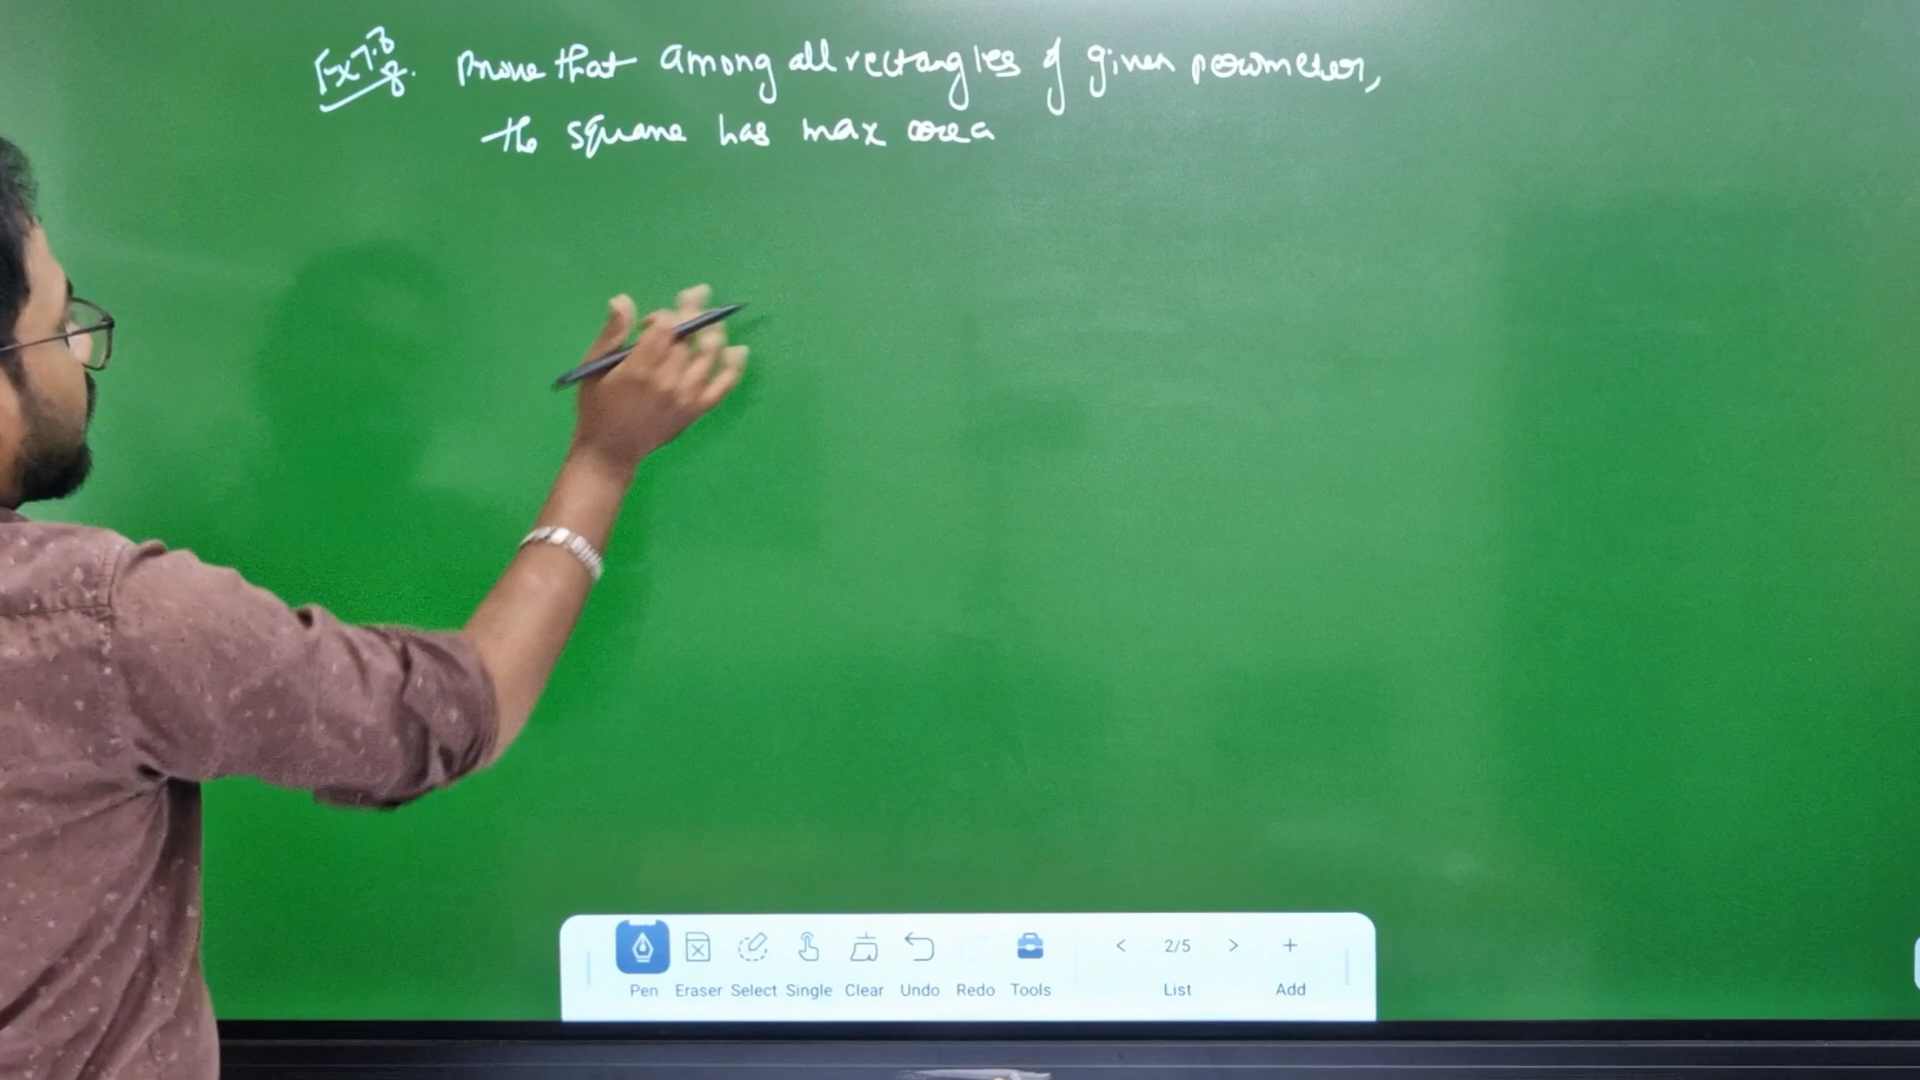 Ex 7.8
8. Prove that among all rectangles of given perimeter,
the square has max area
Pen Eraser Select Single Clear Undo Redo Tools < 2/5 > List + Add